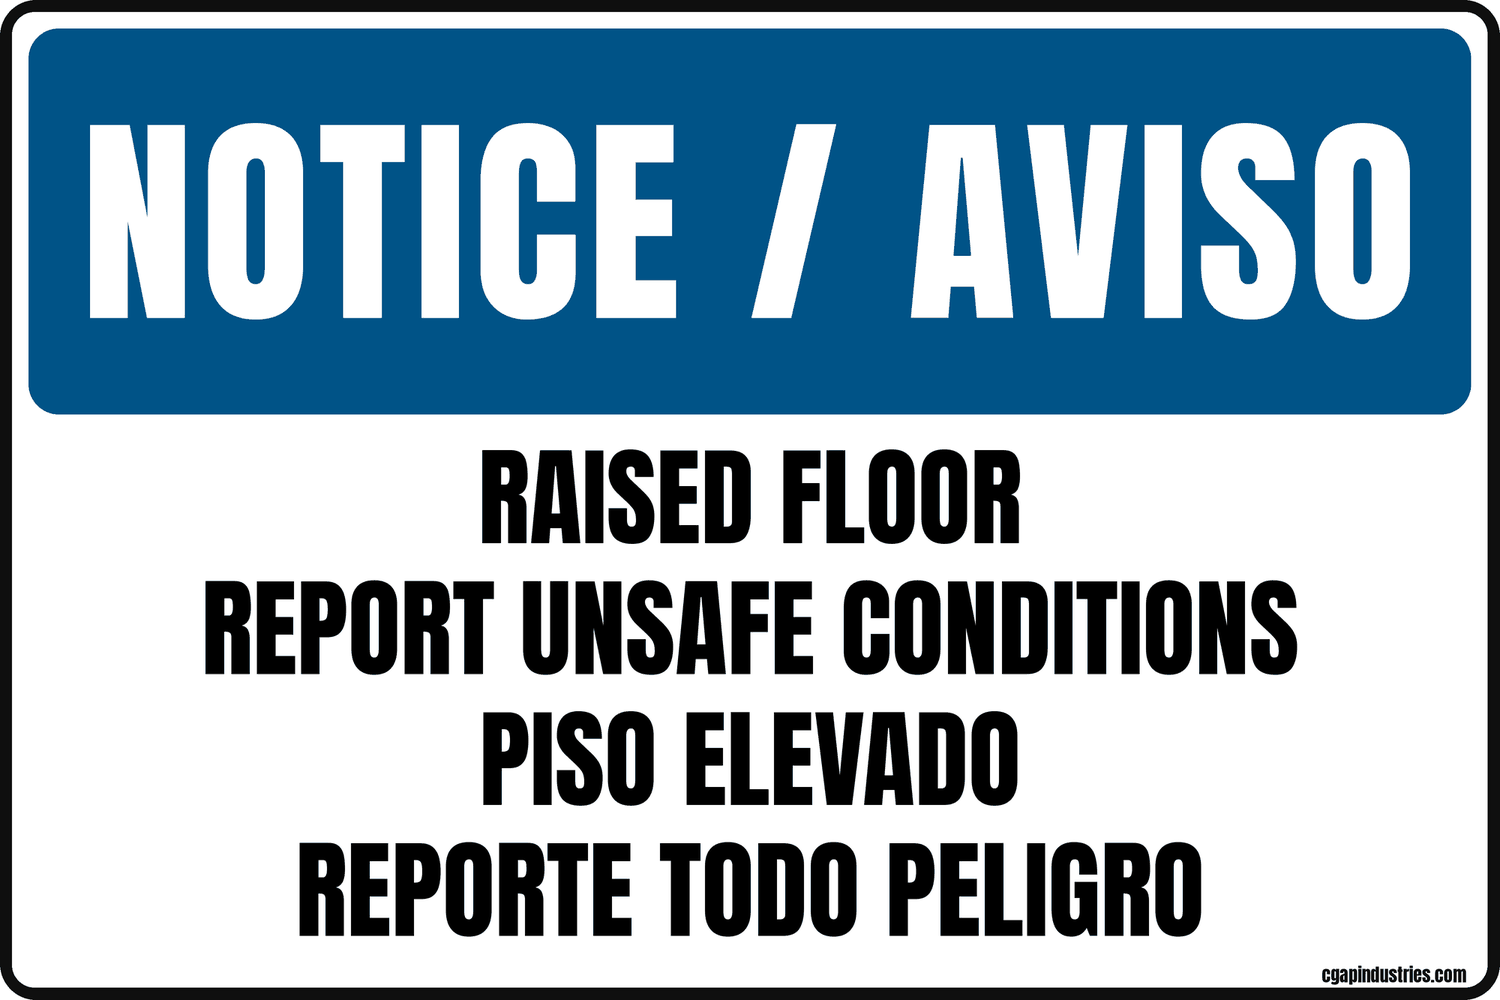 NOTICE / AVISO
RAISED FLOOR
REPORT UNSAFE CONDITIONS
PISO ELEVADO
REPORTE TODO PELIGRO
cgapindustries.com